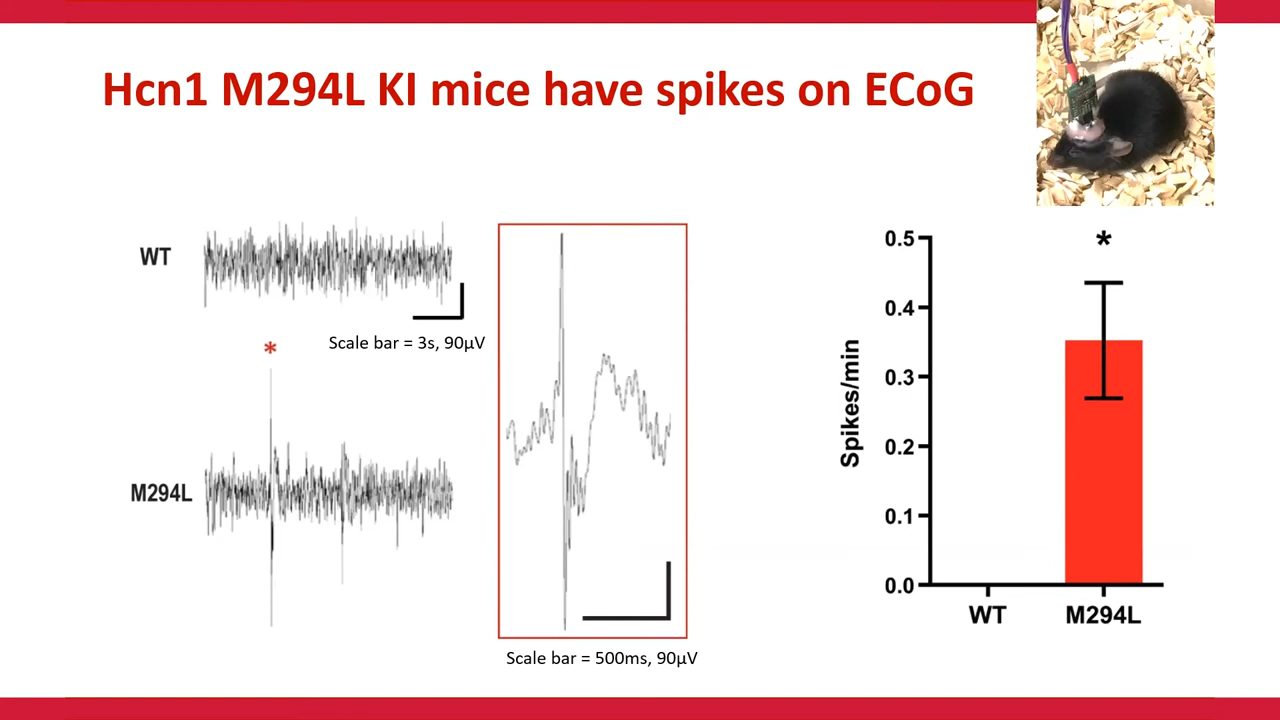 Hcn1 M294L KI mice have spikes on ECoG
WT
Scale bar = 3s, 90µV
*
M294L
Scale bar = 500ms, 90µV
*
Spikes/min
0.5
0.4
0.3
0.2
0.1
0.0
WT
M294L